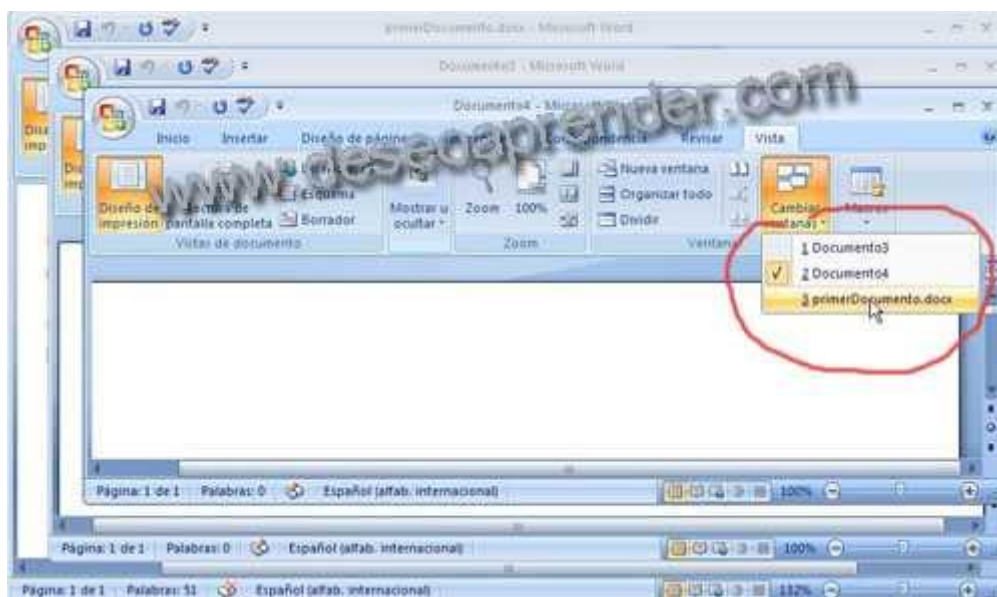 primerDocumento.docx - Microsoft Word
Documento3 - Microsoft Word
Documento4 -
www.deseoaprender.com
Inicio Insertar Diseño de página Revisar Vista
Diseño de impresión
pantalla completa
Esquema
Borrador
Mostrar u ocultar
Zoom
100%
Nueva ventana
Organizar todo
Dividir
Cambiar ventanas
Macros
Vistas de documento
Zoom
1 Documento3
2 Documento4
3 primerDocumento.docx
Página: 1 de 1 Palabras: 0 Español (alfab. internacional) 100%
Página: 1 de 1 Palabras: 0 Español (alfab. internacional) 100%
Página: 1 de 1 Palabras: 51 Español (alfab. internacional) 112%